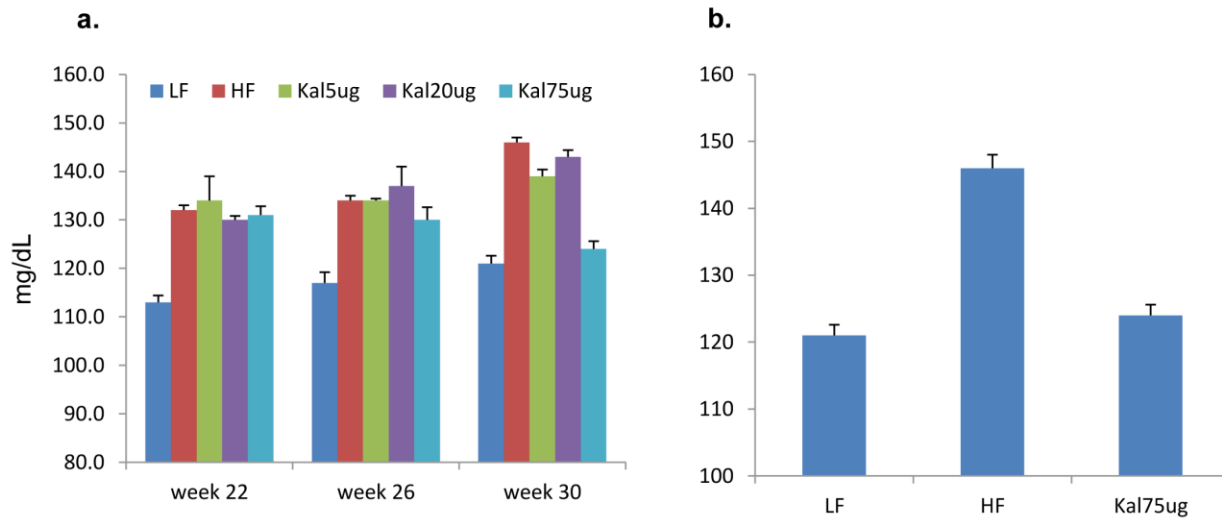 a.
160.0
150.0
140.0
130.0
120.0
110.0
100.0
90.0
80.0
mg/dL
LF HF Kal5ug Kal20ug Kal75ug
week 22 week 26 week 30
b.
160
150
140
130
120
110
100
LF HF Kal75ug